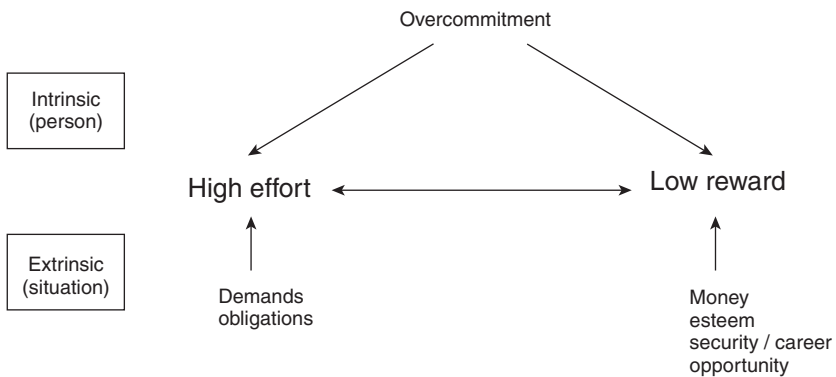 Overcommitment
Intrinsic
(person)
High effort
Low reward
Extrinsic
(situation)
Demands
obligations
Money
esteem
security / career
opportunity